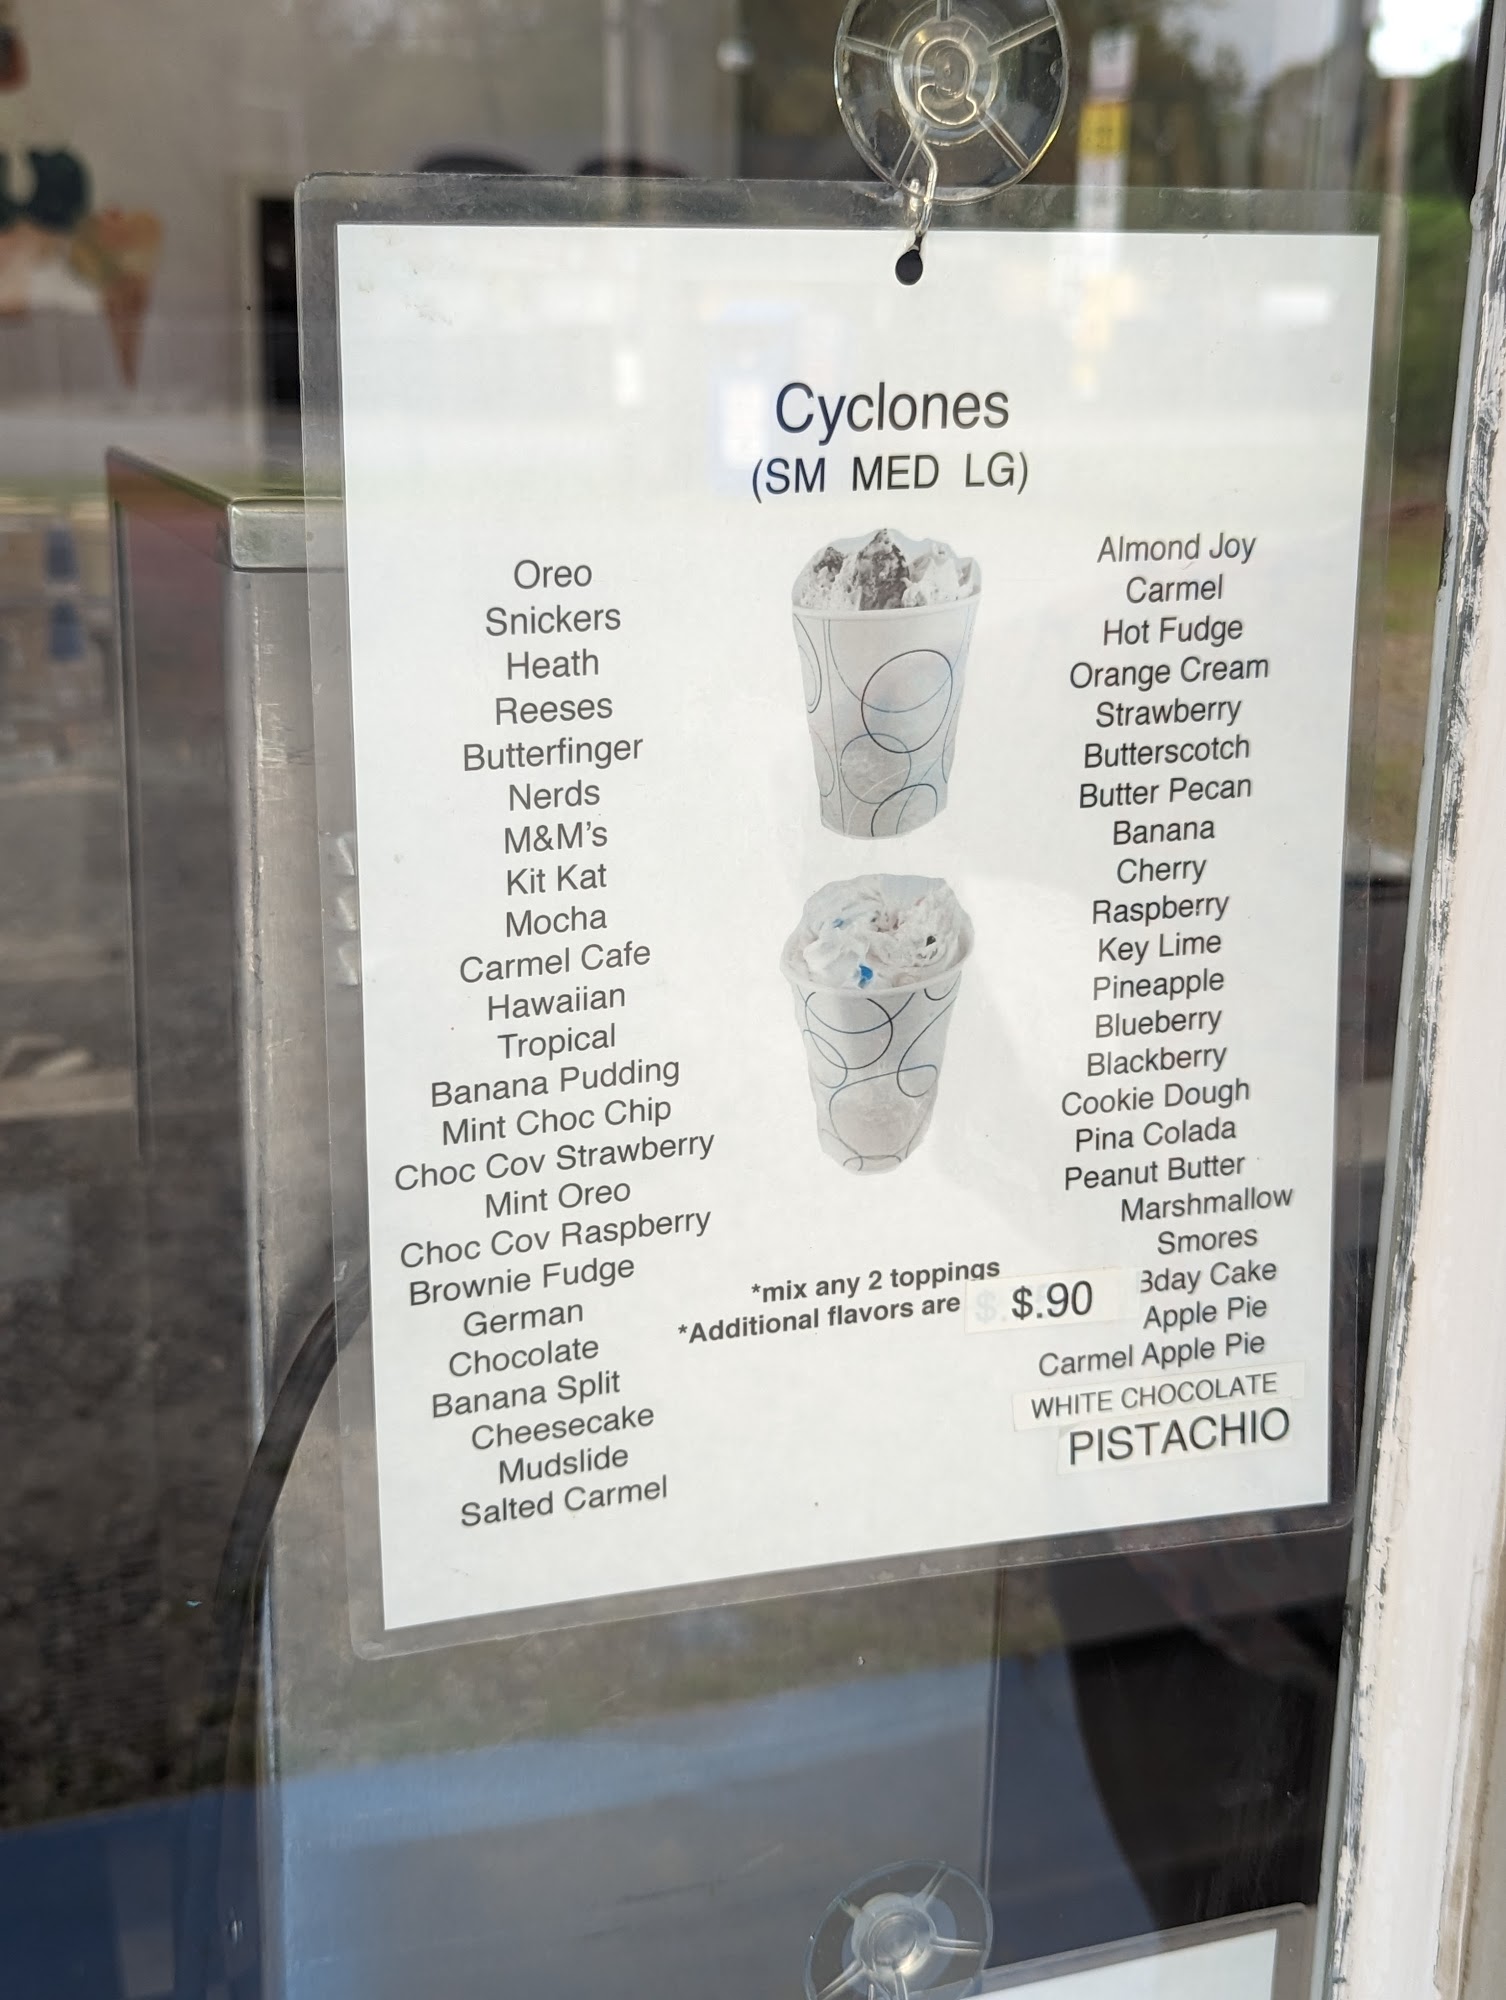 Cyclones
(SM MED LG)
Oreo
Snickers
Heath
Reeses
Butterfinger
Nerds
M&M's
Kit Kat
Mocha
Carmel Cafe
Hawaiian
Tropical
Banana Pudding
Mint Choc Chip
Choc Cov Strawberry
Mint Oreo
Choc Cov Raspberry
Brownie Fudge
German
Chocolate
Banana Split
Cheesecake
Mudslide
Salted Carmel
*mix any 2 toppings
*Additional flavors are $.90
Almond Joy
Carmel
Hot Fudge
Orange Cream
Strawberry
Butterscotch
Butter Pecan
Banana
Cherry
Raspberry
Key Lime
Pineapple
Blueberry
Blackberry
Cookie Dough
Pina Colada
Peanut Butter
Marshmallow
Smores
Bday Cake
Apple Pie
Carmel Apple Pie
WHITE CHOCOLATE
PISTACHIO